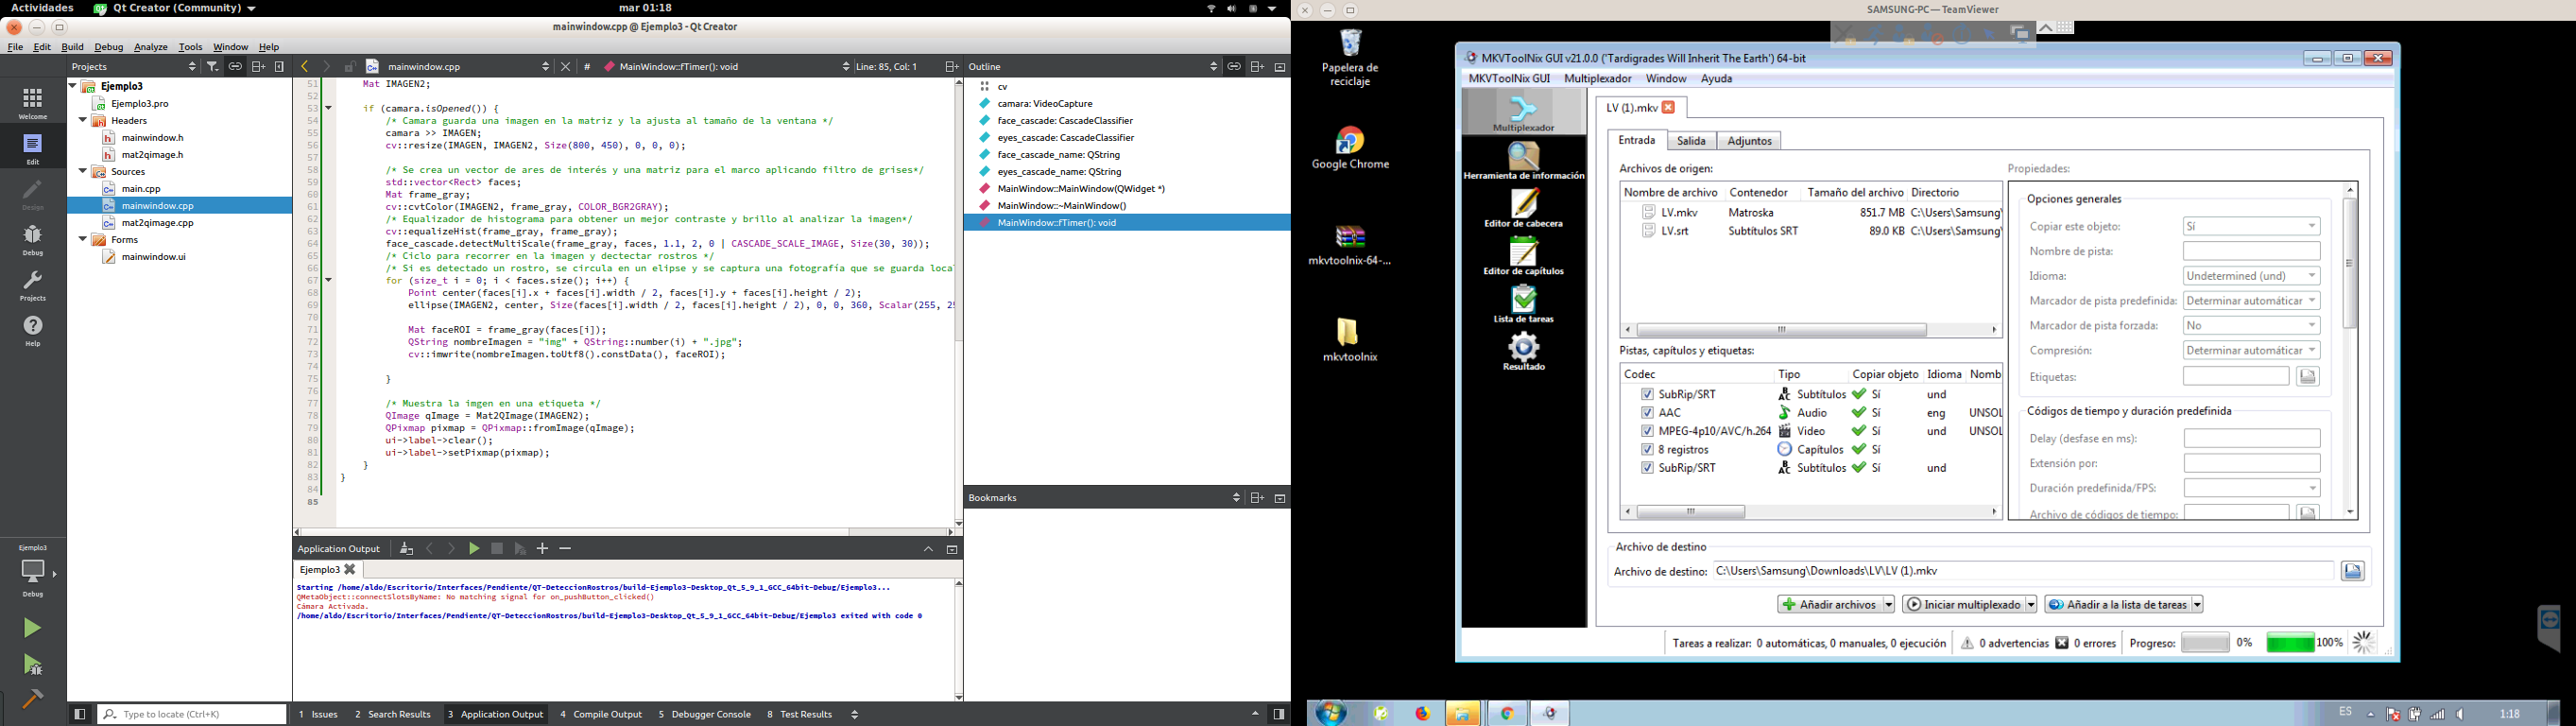 Actividades
Qt Creator (Community)
mar 01:18
mainwindow.cpp @ Ejemplo3 - Qt Creator
File Edit Build Debug Analyze Tools Window Help
Projects
mainwindow.cpp
#
MainWindow::fTimer(): void
Line: 85, Col: 1
Outline
Welcome
Edit
Design
Debug
Projects
Help
Ejemplo3
Debug
Ejemplo3
Ejemplo3.pro
Headers
mainwindow.h
mat2qimage.h
Sources
main.cpp
mainwindow.cpp
mat2qimage.cpp
Forms
mainwindow.ui
51 Mat IMAGEN2;
52
53 if (camara.isOpened()) {
54 /* Camara guarda una imagen en la matriz y la ajusta al tamaño de la ventana */
55 camara >> IMAGEN;
56 cv::resize(IMAGEN, IMAGEN2, Size(800, 450), 0, 0, 0);
57
58 /* Se crea un vector de ares de interés y una matriz para el marco aplicando filtro de grises*/
59 std::vector<Rect> faces;
60 Mat frame_gray;
61 cv::cvtColor(IMAGEN2, frame_gray, COLOR_BGR2GRAY);
62 /* Equalizador de histograma para obtener un mejor contraste y brillo al analizar la imagen*/
63 cv::equalizeHist(frame_gray, frame_gray);
64 face_cascade.detectMultiScale(frame_gray, faces, 1.1, 2, 0 | CASCADE_SCALE_IMAGE, Size(30, 30));
65 /* Ciclo para recorrer en la imagen y dectectar rostros */
66 /* Si es detectado un rostro, se circula en un elipse y se captura una fotografía que se guarda loca
67 for (size_t i = 0; i < faces.size(); i++) {
68 Point center(faces[i].x + faces[i].width / 2, faces[i].y + faces[i].height / 2);
69 ellipse(IMAGEN2, center, Size(faces[i].width / 2, faces[i].height / 2), 0, 0, 360, Scalar(255, 25
70
71 Mat faceROI = frame_gray(faces[i]);
72 QString nombreImagen = "img" + QString::number(i) + ".jpg";
73 cv::imwrite(nombreImagen.toUtf8().constData(), faceROI);
74
75 }
76
77 /* Muestra la imgen en una etiqueta */
78 QImage qImage = Mat2QImage(IMAGEN2);
79 QPixmap pixmap = QPixmap::fromImage(qImage);
80 ui->label->clear();
81 ui->label->setPixmap(pixmap);
82 }
83 }
84
85
cv
camara: VideoCapture
face_cascade: CascadeClassifier
eyes_cascade: CascadeClassifier
face_cascade_name: QString
eyes_cascade_name: QString
MainWindow::MainWindow(QWidget *)
MainWindow::~MainWindow()
MainWindow::fTimer(): void
Bookmarks
Application Output
Ejemplo3
Starting /home/aldo/Escritorio/Interfaces/Pendiente/QT-DeteccionRostros/build-Ejemplo3-Desktop_Qt_5_9_1_GCC_64bit-Debug/Ejemplo3...
QMetaObject::connectSlotsByName: No matching signal for on_pushButton_clicked()
Cámara Activada.
/home/aldo/Escritorio/Interfaces/Pendiente/QT-DeteccionRostros/build-Ejemplo3-Desktop_Qt_5_9_1_GCC_64bit-Debug/Ejemplo3 exited with code 0
Type to locate (Ctrl+K)
1 Issues 2 Search Results 3 Application Output 4 Compile Output 5 Debugger Console 8 Test Results
SAMSUNG-PC — TeamViewer
Papelera de
reciclaje
Google Chrome
mkvtoolnix-64-...
mkvtoolnix
MKVToolNix GUI v21.0.0 ('Tardigrades Will Inherit The Earth') 64-bit
MKVToolNix GUI Multiplexador Window Ayuda
Multiplexador
Herramienta de información
Editor de cabecera
Editor de capítulos
Lista de tareas
Resultado
LV (1).mkv
Entrada Salida Adjuntos
Archivos de origen:
Nombre de archivo Contenedor Tamaño del archivo Directorio
LV.mkv Matroska 851.7 MB C:\Users\Samsung\
LV.srt Subtítulos SRT 89.0 KB C:\Users\Samsung\
Pistas, capítulos y etiquetas:
Codec Tipo Copiar objeto Idioma Nomb
SubRip/SRT Subtítulos Sí und
AAC Audio Sí eng UNSOL
MPEG-4p10/AVC/h.264 Video Sí und UNSOL
8 registros Capítulos Sí
SubRip/SRT Subtítulos Sí und
Propiedades:
Opciones generales
Copiar este objeto: Sí
Nombre de pista:
Idioma: Undetermined (und)
Marcador de pista predefinida: Determinar automáticar
Marcador de pista forzada: No
Compresión: Determinar automáticar
Etiquetas:
Códigos de tiempo y duración predefinida
Delay (desfase en ms):
Extensión por:
Duración predefinida/FPS:
Archivo de códigos de tiempo:
Archivo de destino
Archivo de destino: C:\Users\Samsung\Downloads\LV\LV (1).mkv
Añadir archivos Iniciar multiplexado Añadir a la lista de tareas
Tareas a realizar: 0 automáticas, 0 manuales, 0 ejecución 0 advertencias 0 errores Progreso: 0% 100%
ES 1:18